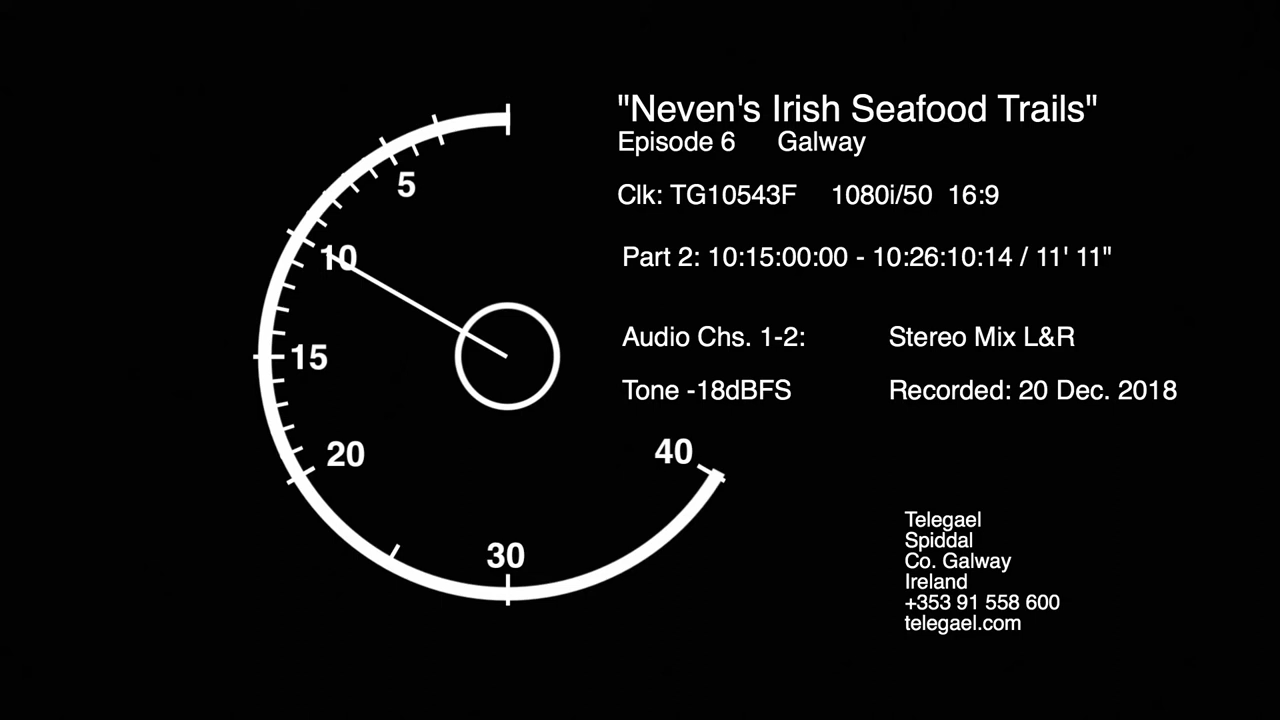 "Neven's Irish Seafood Trails"
Episode 6 Galway
Clk: TG10543F 1080i/50 16:9
Part 2: 10:15:00:00 - 10:26:10:14 / 11' 11"
Audio Chs. 1-2: Stereo Mix L&R
Tone -18dBFS Recorded: 20 Dec. 2018
5
10
15
20
30
40
Telegael
Spiddal
Co. Galway
Ireland
+353 91 558 600
telegael.com